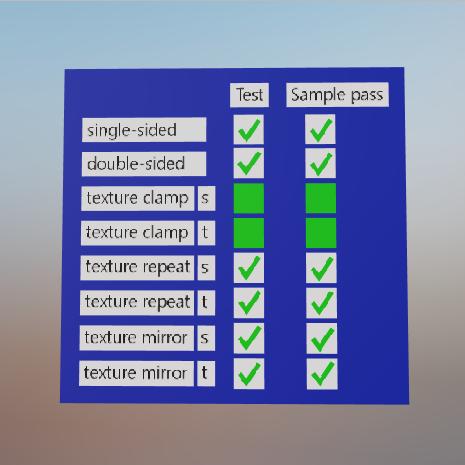 Test Sample pass
single-sided
double-sided
texture clamp s
texture clamp t
texture repeat s
texture repeat t
texture mirror s
texture mirror t